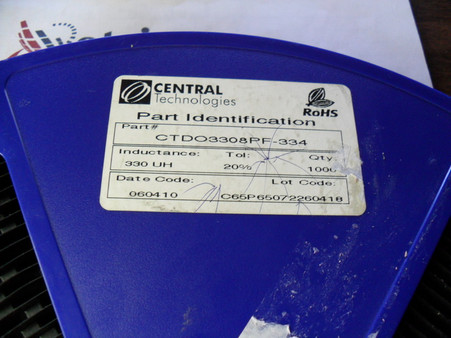 CENTRAL
Technologies
RoHS
Part Identification
Part#
CTDO3308PF-334
Inductance: Tol: Qty
330 UH 20% 1000
Date Code: Lot Code:
060410 C65P65072260418